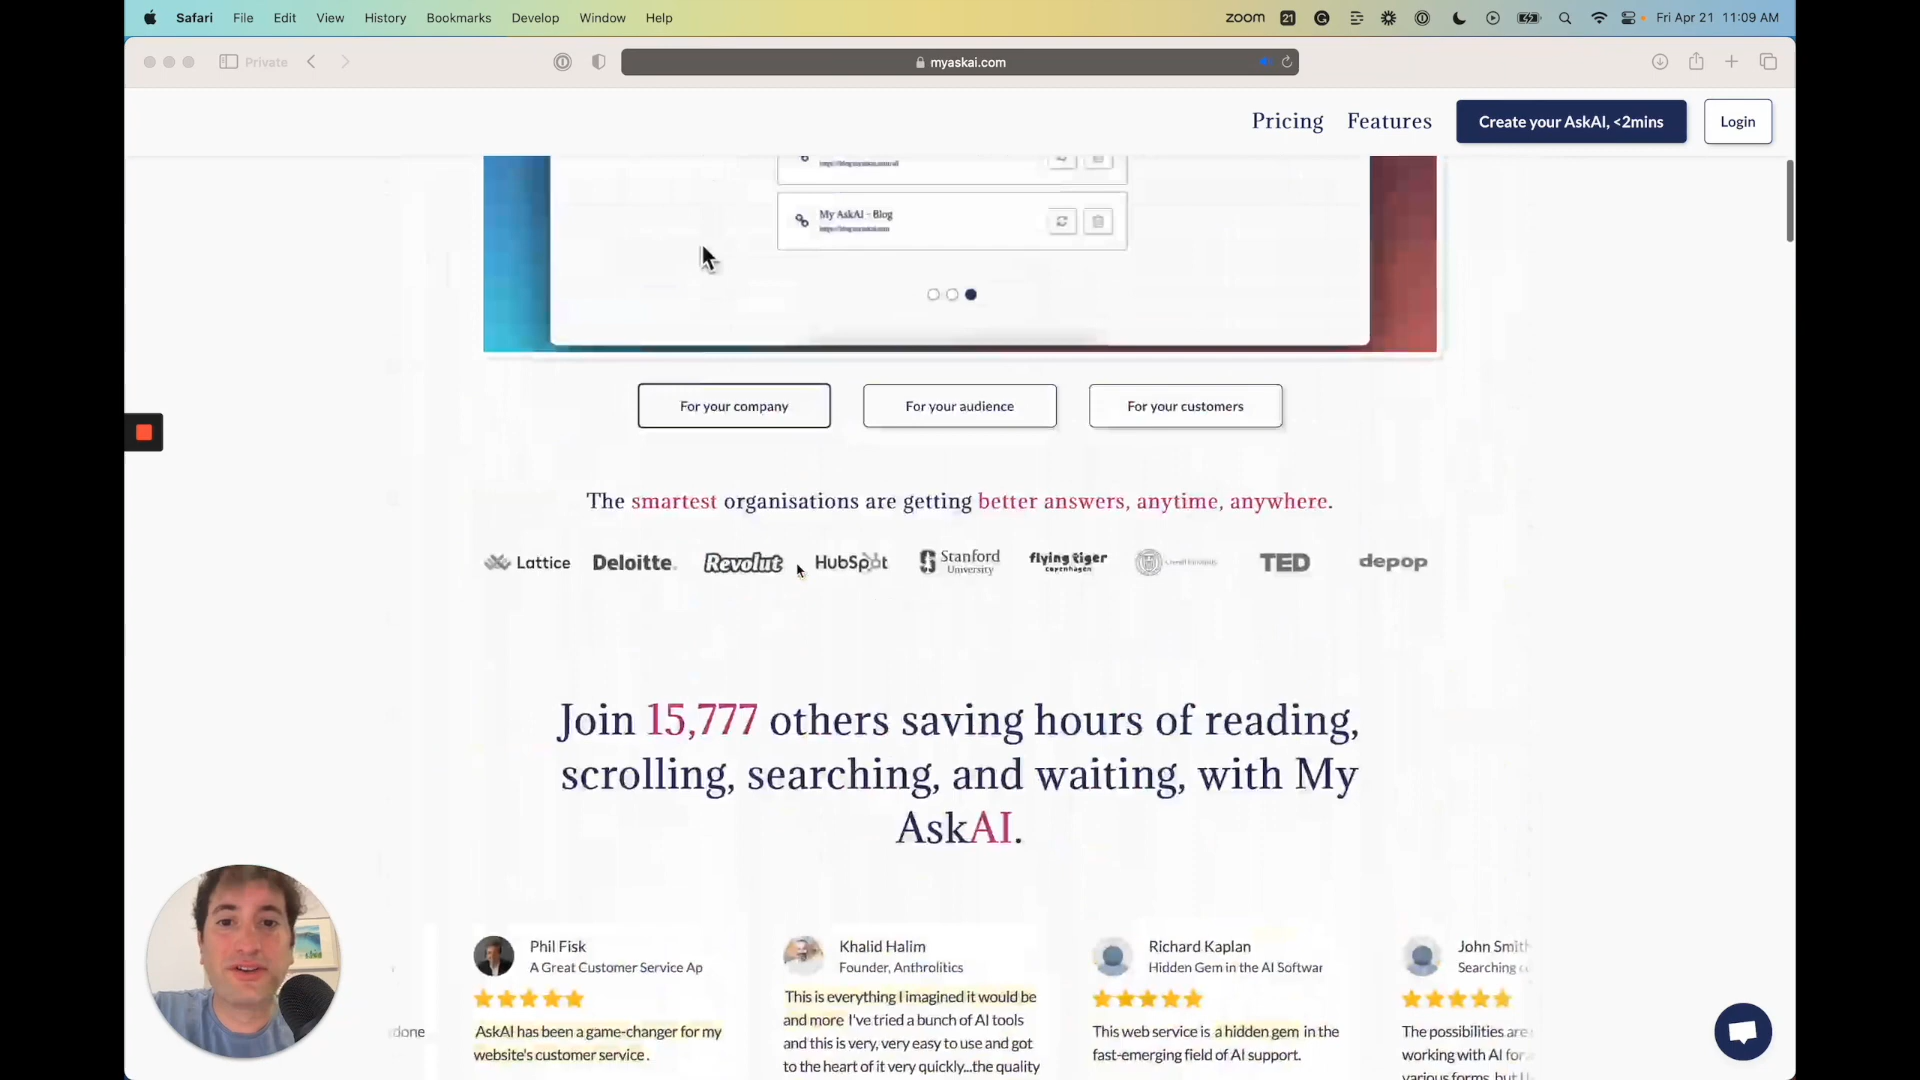 Safari File Edit View History Bookmarks Develop Window Help
zoom 21 Fri Apr 21 11:09 AM
Private
myaskai.com
Pricing Features Create your AskAI, <2mins Login
My AskAI - Blog
For your company For your audience For your customers
The smartest organisations are getting better answers, anytime, anywhere.
Lattice Deloitte. Revolut HubSpot Stanford University flying tiger copenhagen TED depop
Join 15,777 others saving hours of reading,
scrolling, searching, and waiting, with My
AskAI.
Phil Fisk
A Great Customer Service Ap
done
AskAI has been a game-changer for my
website's customer service.
Khalid Halim
Founder, Anthrolitics
This is everything I imagined it would be
and more I've tried a bunch of AI tools
and this is very, very easy to use and got
to the heart of it very quickly...the quality
Richard Kaplan
Hidden Gem in the AI Softwar
This web service is a hidden gem in the
fast-emerging field of AI support.
John Smith
Searching
The possibilities are
working with AI for
various forms, but I